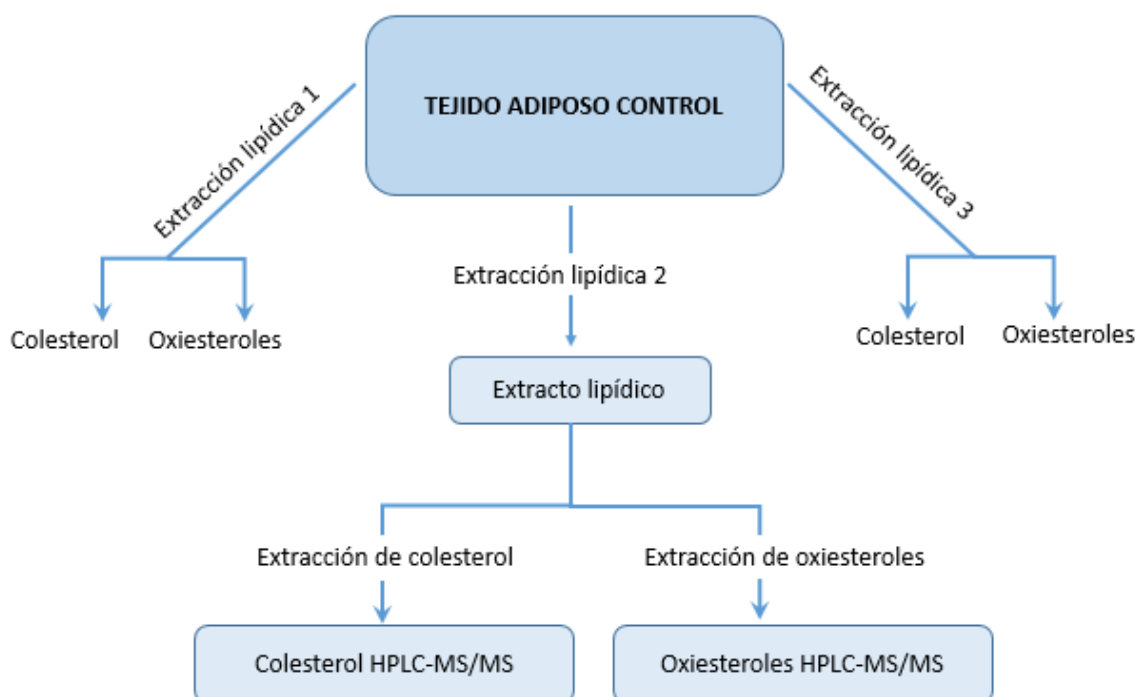 TEJIDO ADIPOSO CONTROL
Extracción lipídica 1
Extracción lipídica 3
Extracción lipídica 2
Colesterol
Oxiesteroles
Colesterol
Oxiesteroles
Extracto lipídico
Extracción de colesterol
Extracción de oxiesteroles
Colesterol HPLC-MS/MS
Oxiesteroles HPLC-MS/MS